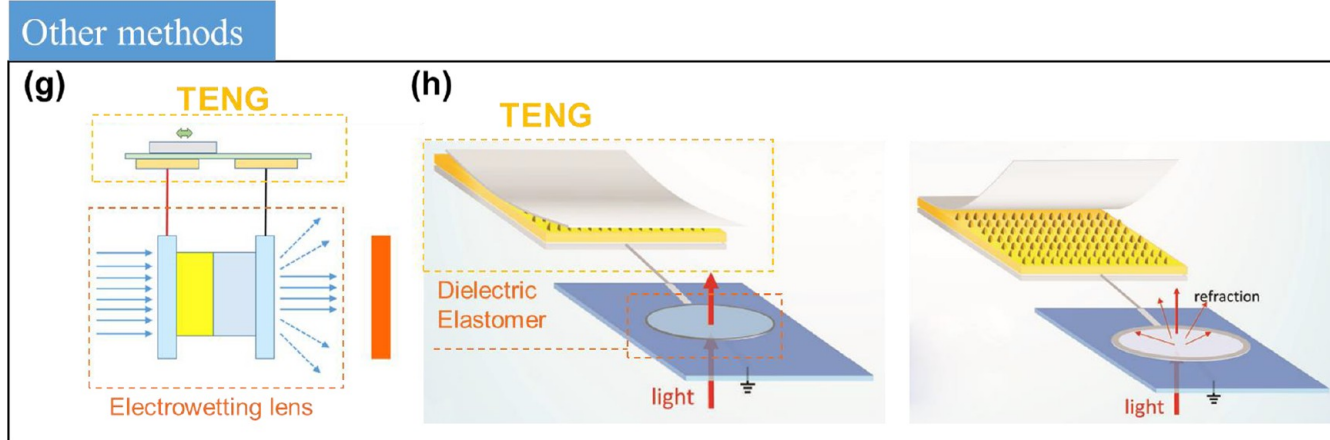 Other methods
(g)
TENG
Electrowetting lens
(h)
TENG
Dielectric
Elastomer
light
refraction
light